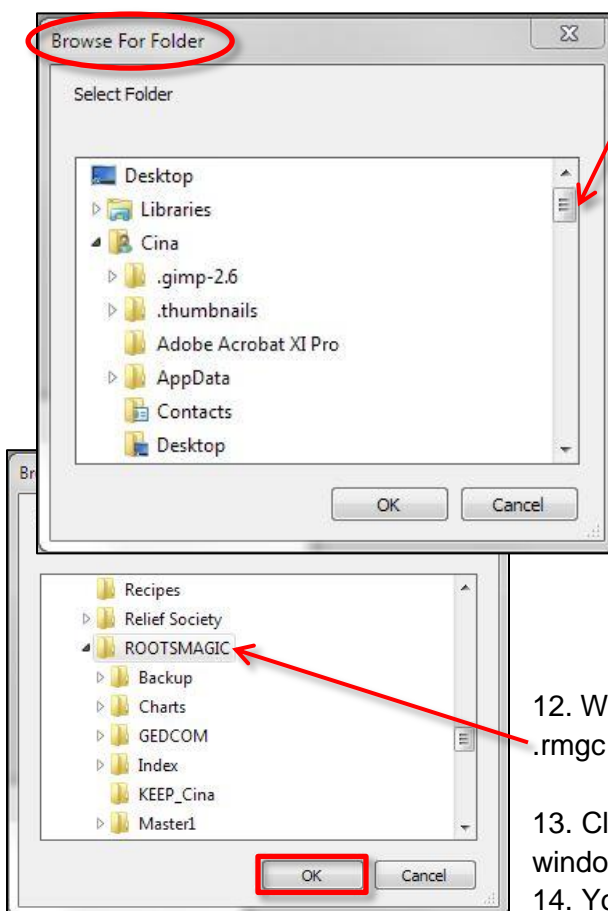 Browse For Folder
Select Folder
Desktop
Libraries
Cina
.gimp-2.6
.thumbnails
Adobe Acrobat XI Pro
AppData
Contacts
Desktop
OK Cancel
Recipes
Relief Society
ROOTSMAGIC
Backup
Charts
GEDCOM
Index
KEEP_Cina
Master1
OK Cancel
12. W
.rmgc
13. Cl
windo
14. Yo